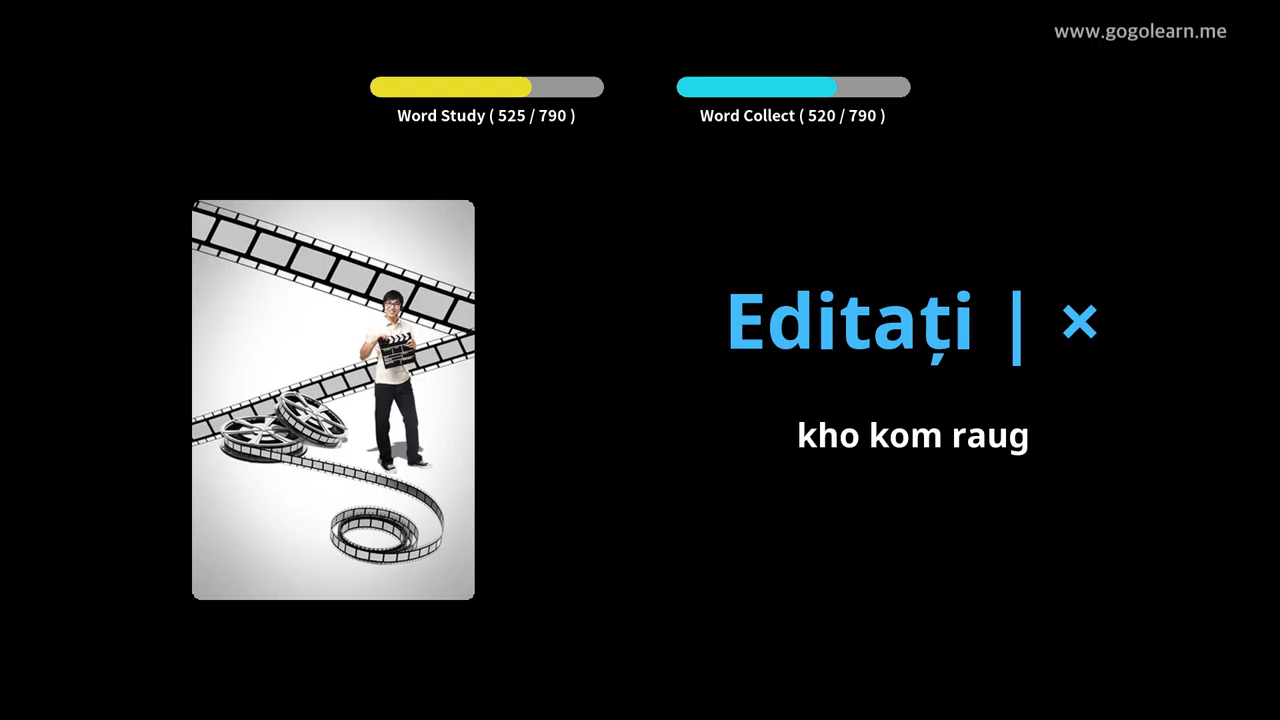 www.gogolearn.me
Word Study ( 525 / 790 )
Word Collect ( 520 / 790 )
Editați | ×
kho kom raug